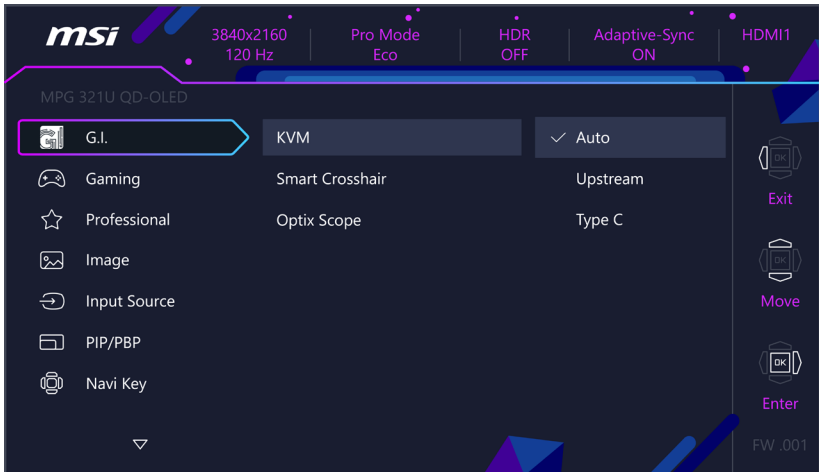 msi
3840x2160
120 Hz
Pro Mode
Eco
HDR
OFF
Adaptive-Sync
ON
HDMI1
MPG 321U QD-OLED
G.I.
Gaming
Professional
Image
Input Source
PIP/PBP
Navi Key
KVM
Smart Crosshair
Optix Scope
Auto
Upstream
Type C
OK
Exit
OK
Move
OK
Enter
FW .001